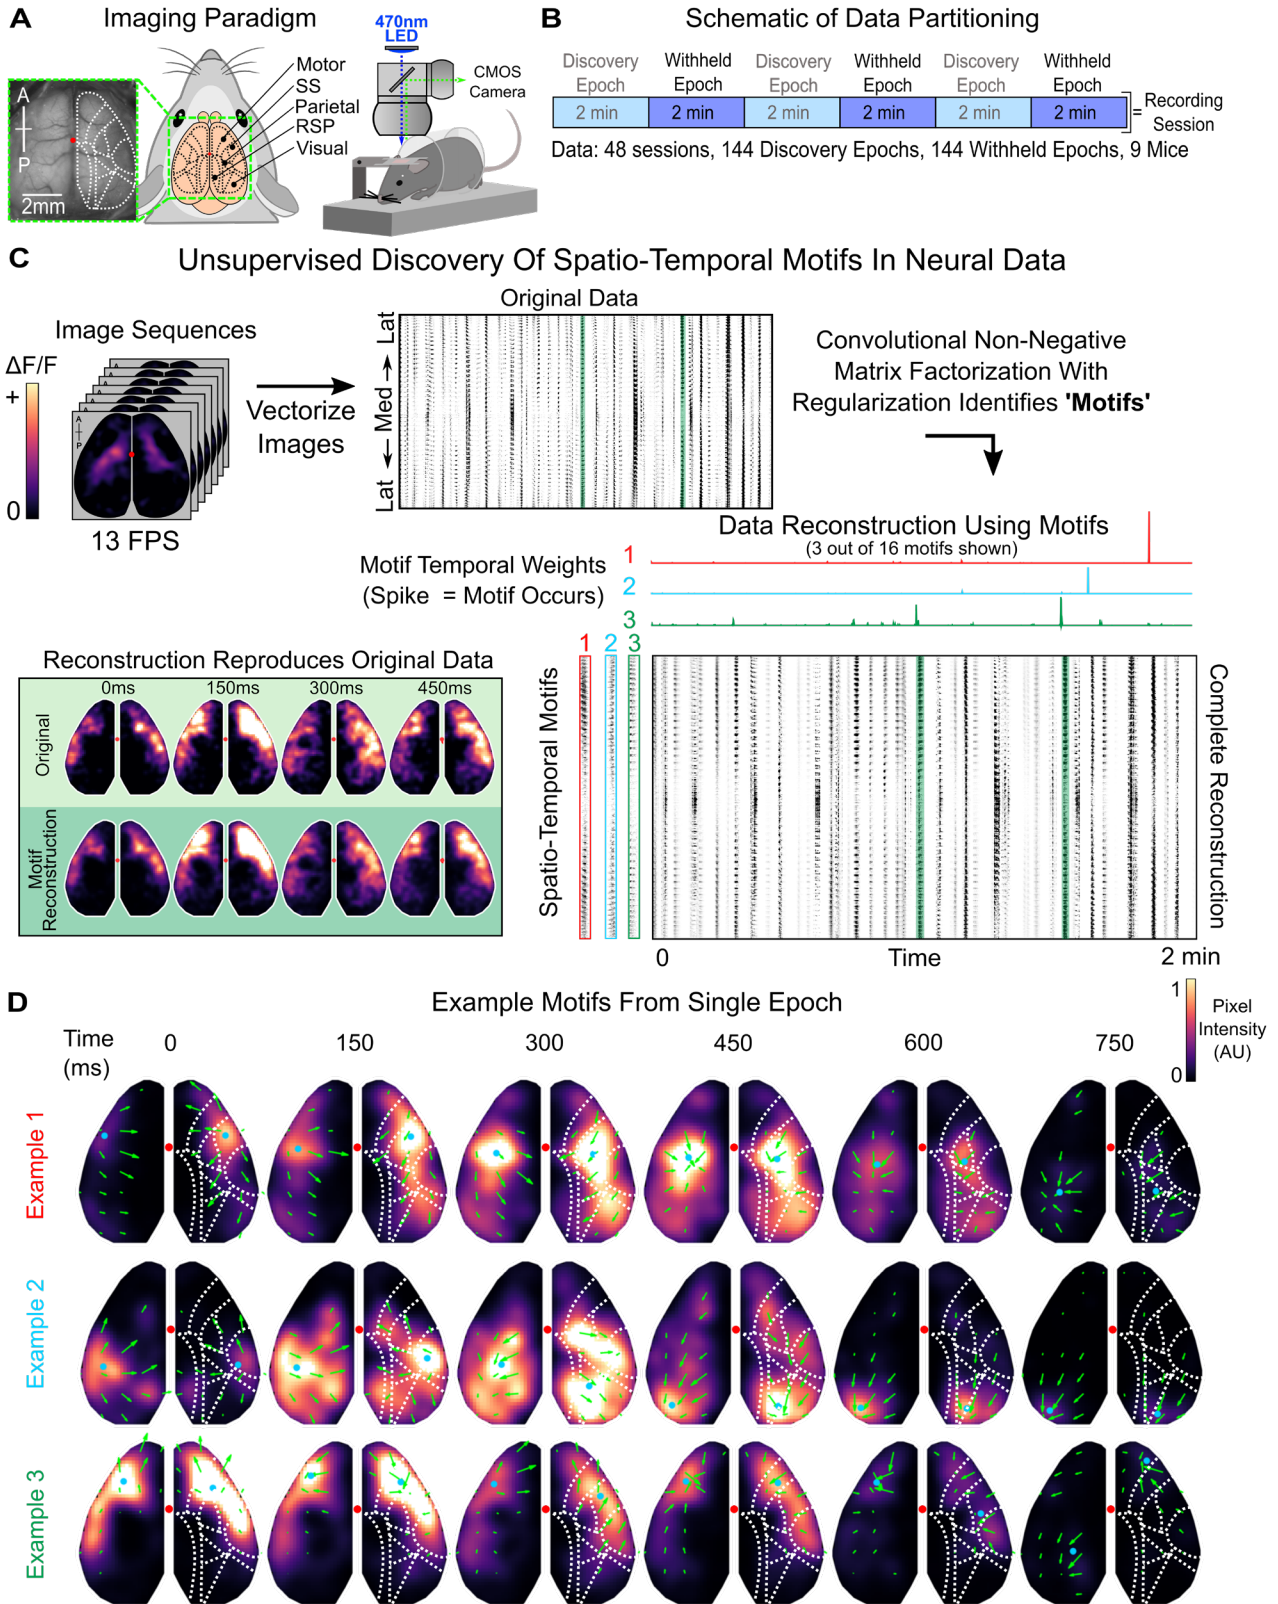 A
Imaging Paradigm
470nm
LED
CMOS
Camera
Motor
SS
Parietal
RSP
Visual
A
P
2mm
B
Schematic of Data Partitioning
Discovery Epoch
Withheld Epoch
Discovery Epoch
Withheld Epoch
Discovery Epoch
Withheld Epoch
2 min 2 min 2 min 2 min 2 min 2 min
= Recording Session
Data: 48 sessions, 144 Discovery Epochs, 144 Withheld Epochs, 9 Mice
C
Unsupervised Discovery Of Spatio-Temporal Motifs In Neural Data
Image Sequences
ΔF/F
+
0
A
P
13 FPS
Vectorize
Images
Original Data
Lat ← Med → Lat
Convolutional Non-Negative
Matrix Factorization With
Regularization Identifies 'Motifs'
Data Reconstruction Using Motifs
(3 out of 16 motifs shown)
Motif Temporal Weights
(Spike = Motif Occurs)
1
2
3
1 2 3
Spatio-Temporal Motifs
Complete Reconstruction
0 Time 2 min
Reconstruction Reproduces Original Data
0ms 150ms 300ms 450ms
Original
Motif
Reconstruction
D
Example Motifs From Single Epoch
1
0
Pixel
Intensity
(AU)
Time
(ms)
0 150 300 450 600 750
Example 1
Example 2
Example 3